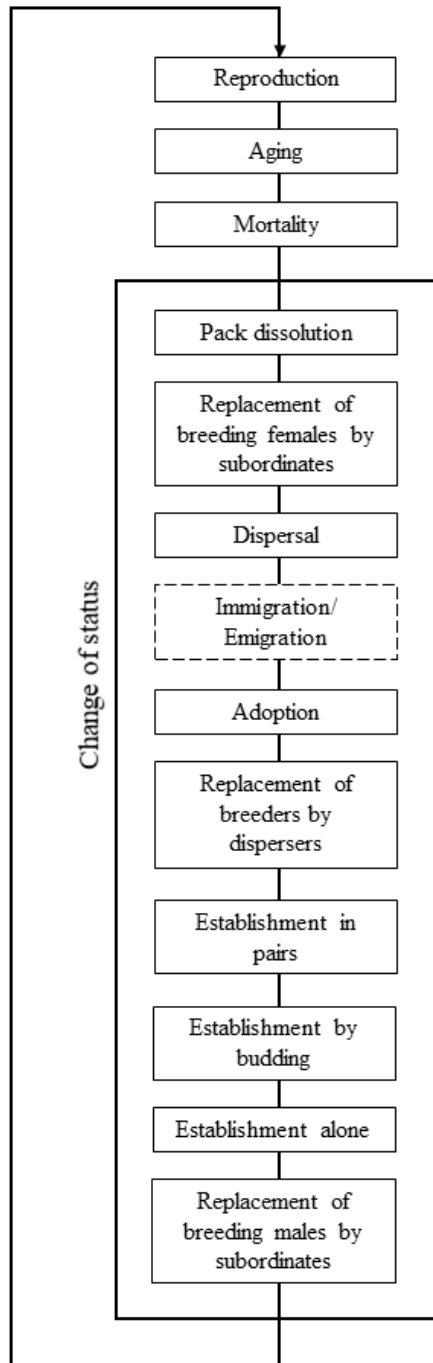 Reproduction
Aging
Mortality
Change of status
Pack dissolution
Replacement of
breeding females by
subordinates
Dispersal
Immigration/
Emigration
Adoption
Replacement of
breeders by
dispersers
Establishment in
pairs
Establishment by
budding
Establishment alone
Replacement of
breeding males by
subordinates